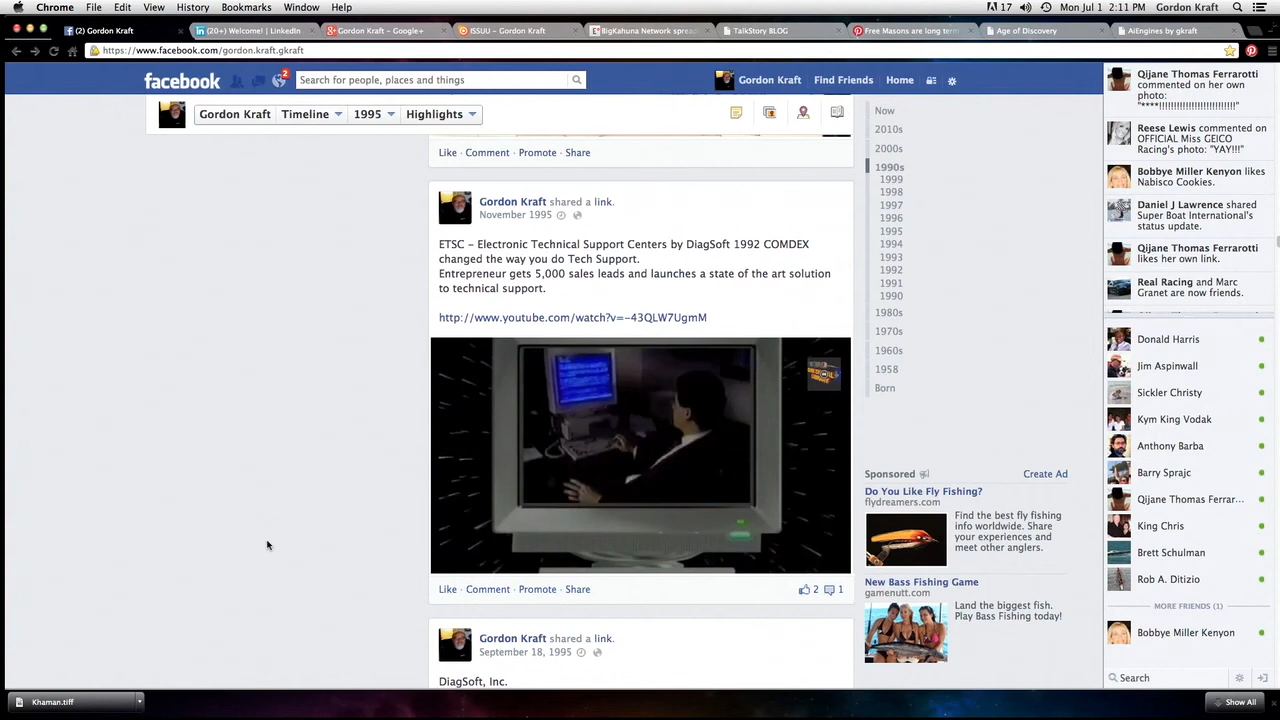 Chrome File Edit View History Bookmarks Window Help
17 Mon Jul 1 2:11 PM Gordon Kraft
(2) Gordon Kraft
(20+) Welcome! | LinkedIn
Gordon Kraft - Google+
ISSUU - Gordon Kraft
BigKahuna Network sprea
TalkStory BLOG
Free Masons are long term
Age of Discovery
AiEngines by gkraft
https://www.facebook.com/gordon.kraft.gkraft
facebook
2
Search for people, places and things
Gordon Kraft Find Friends Home
Gordon Kraft Timeline 1995 Highlights
Like · Comment · Promote · Share
Gordon Kraft shared a link.
November 1995
ETSC – Electronic Technical Support Centers by DiagSoft 1992 COMDEX
changed the way you do Tech Support.
Entrepreneur gets 5,000 sales leads and launches a state of the art solution
to technical support.
http://www.youtube.com/watch?v=-43QLW7UgmM
Like · Comment · Promote · Share
2 1
Gordon Kraft shared a link.
September 18, 1995
DiagSoft, Inc.
Now
2010s
2000s
1990s
1999
1998
1997
1996
1995
1994
1993
1992
1991
1990
1980s
1970s
1960s
1958
Born
Sponsored Create Ad
Do You Like Fly Fishing?
flydreamers.com
Find the best fly fishing
info worldwide. Share
your experiences and
meet other anglers.
New Bass Fishing Game
gamenutt.com
Land the biggest fish.
Play Bass Fishing today!
Qijane Thomas Ferrarotti
commented on her own
photo:
"****!!!!!!!!!!!!!!!!!!!!!!!!!!"
Reese Lewis commented on
OFFICIAL Miss GEICO
Racing's photo: "YAY!!!"
Bobbye Miller Kenyon likes
Nabisco Cookies.
Daniel J Lawrence shared
Super Boat International's
status update.
Qijane Thomas Ferrarotti
likes her own link.
Real Racing and Marc
Granet are now friends.
Donald Harris
Jim Aspinwall
Sickler Christy
Kym King Vodak
Anthony Barba
Barry Sprajc
Qijane Thomas Ferrar...
King Chris
Brett Schulman
Rob A. Ditizio
MORE FRIENDS (1)
Bobbye Miller Kenyon
Search
Khaman.tiff
Show All